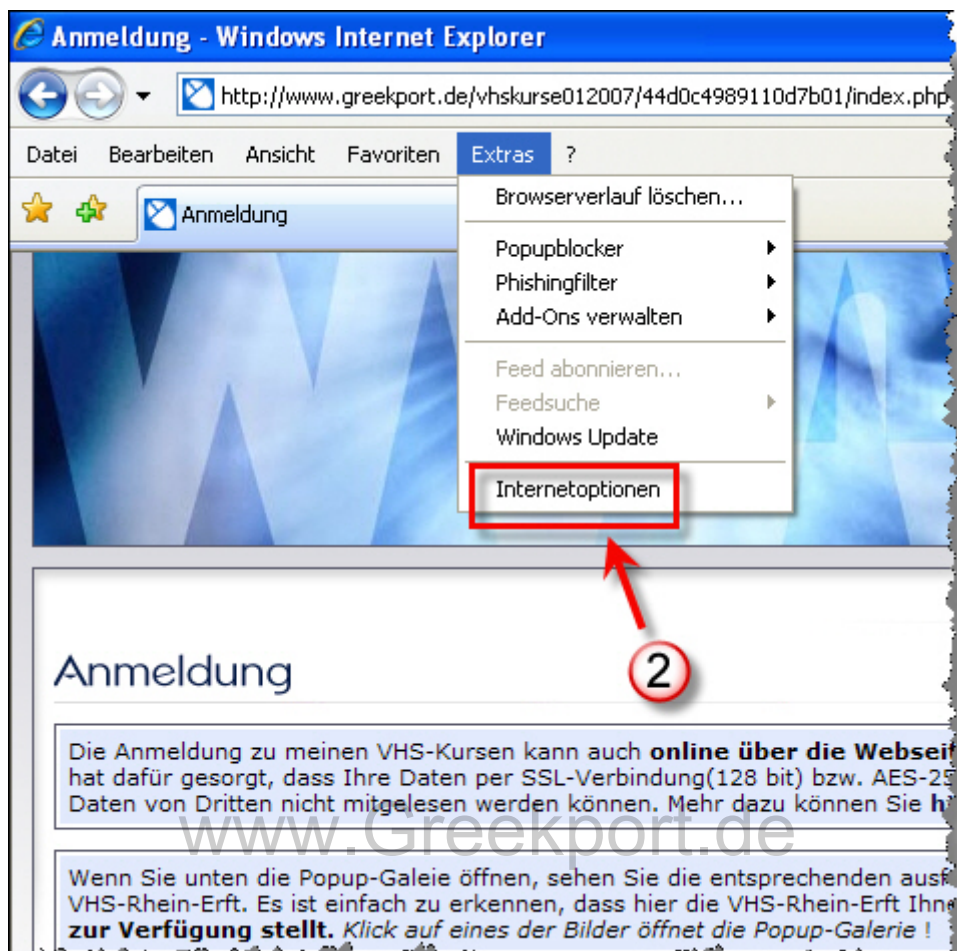 Anmeldung - Windows Internet Explorer
http://www.greekport.de/vhskurse012007/44d0c4989110d7b01/index.php
Datei Bearbeiten Ansicht Favoriten Extras ?
Anmeldung
Browserverlauf löschen...
Popupblocker
Phishingfilter
Add-Ons verwalten
Feed abonnieren...
Feedsuche
Windows Update
Internetoptionen
2
Anmeldung
Die Anmeldung zu meinen VHS-Kursen kann auch online über die Webseit
hat dafür gesorgt, dass Ihre Daten per SSL-Verbindung(128 bit) bzw. AES-25
Daten von Dritten nicht mitgelesen werden können. Mehr dazu können Sie h
www.Greekport.de
Wenn Sie unten die Popup-Galeie öffnen, sehen Sie die entsprechenden ausf
VHS-Rhein-Erft. Es ist einfach zu erkennen, dass hier die VHS-Rhein-Erft Ihne
zur Verfügung stellt. Klick auf eines der Bilder öffnet die Popup-Galerie !